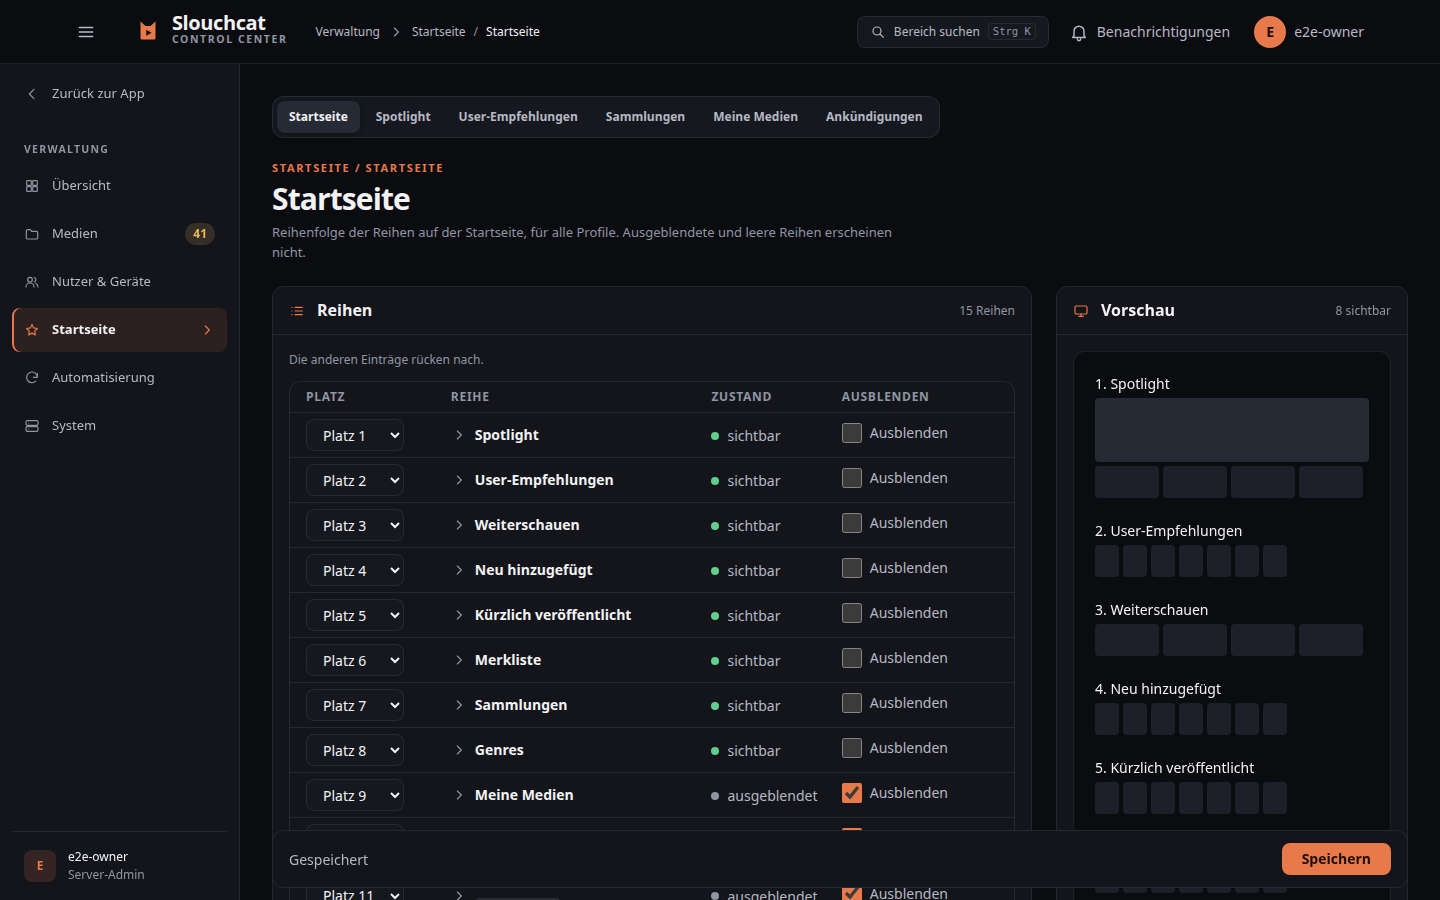 Slouchcat
CONTROL CENTER
Verwaltung > Startseite / Startseite
Bereich suchen Strg K
Benachrichtigungen
E e2e-owner
Zurück zur App
VERWALTUNG
Übersicht
Medien 41
Nutzer & Geräte
Startseite
Automatisierung
System
E
e2e-owner
Server-Admin
Startseite Spotlight User-Empfehlungen Sammlungen Meine Medien Ankündigungen
STARTSEITE / STARTSEITE
Startseite
Reihenfolge der Reihen auf der Startseite, für alle Profile. Ausgeblendete und leere Reihen erscheinen
nicht.
Reihen 15 Reihen
Die anderen Einträge rücken nach.
PLATZ REIHE ZUSTAND AUSBLENDEN
Platz 1 Spotlight sichtbar Ausblenden
Platz 2 User-Empfehlungen sichtbar Ausblenden
Platz 3 Weiterschauen sichtbar Ausblenden
Platz 4 Neu hinzugefügt sichtbar Ausblenden
Platz 5 Kürzlich veröffentlicht sichtbar Ausblenden
Platz 6 Merkliste sichtbar Ausblenden
Platz 7 Sammlungen sichtbar Ausblenden
Platz 8 Genres sichtbar Ausblenden
Platz 9 Meine Medien ausgeblendet Ausblenden
Platz 11 ausgeblendet Ausblenden
Vorschau 8 sichtbar
1. Spotlight
2. User-Empfehlungen
3. Weiterschauen
4. Neu hinzugefügt
5. Kürzlich veröffentlicht
Gespeichert Speichern